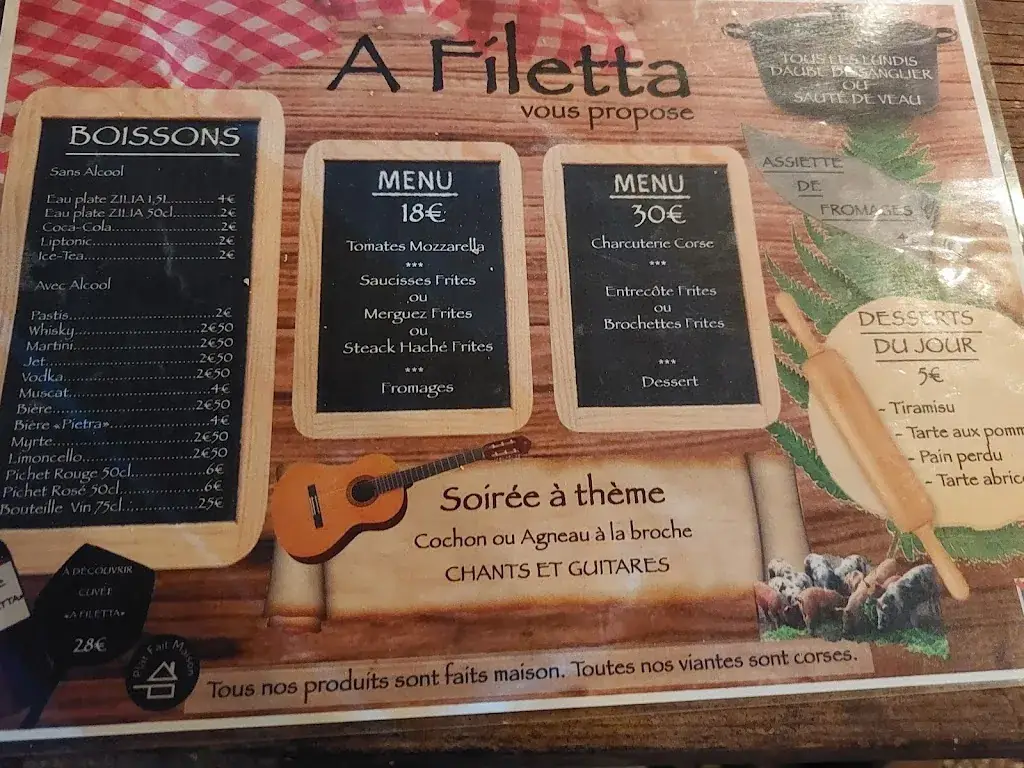 A Filetta
vous propose
TOUS LES LUNDIS
DAUBE DE SANGLIER
OU
SAUTÉ DE VEAU
BOISSONS
Sans Alcool
Eau plate ZILIA 1,5L............4€
Eau plate ZILIA 50cl...........2€
Coca-Cola..........................2€
Liptonic..............................2€
Ice-Tea...............................2€
Avec Alcool
Pastis.................................2€
Whisky............................2€50
Martini............................2€50
Jet..................................2€50
Vodka.............................2€50
Muscat..............................4€
Bière...............................2€50
Bière «Pietra»....................4€
Myrte.............................2€50
Limoncello......................2€50
Pichet Rouge 50cl..............6€
Pichet Rosé 50cl................6€
Bouteille Vin 75cl.............25€
MENU
18€
Tomates Mozzarella
***
Saucisses Frites
ou
Merguez Frites
ou
Steack Haché Frites
***
Fromages
MENU
30€
Charcuterie Corse
***
Entrecôte Frites
ou
Brochettes Frites
***
Dessert
ASSIETTE
DE
FROMAGES
DESSERTS
DU JOUR
5€
- Tiramisu
- Tarte aux pomm
- Pain perdu
- Tarte abrico
Soirée à thème
Cochon ou Agneau à la broche
CHANTS ET GUITARES
À DÉCOUVRIR
CUVÉE
«A FILETTA»
28€
Plat Fait Maison
Tous nos produits sont faits maison. Toutes nos viantes sont corses.